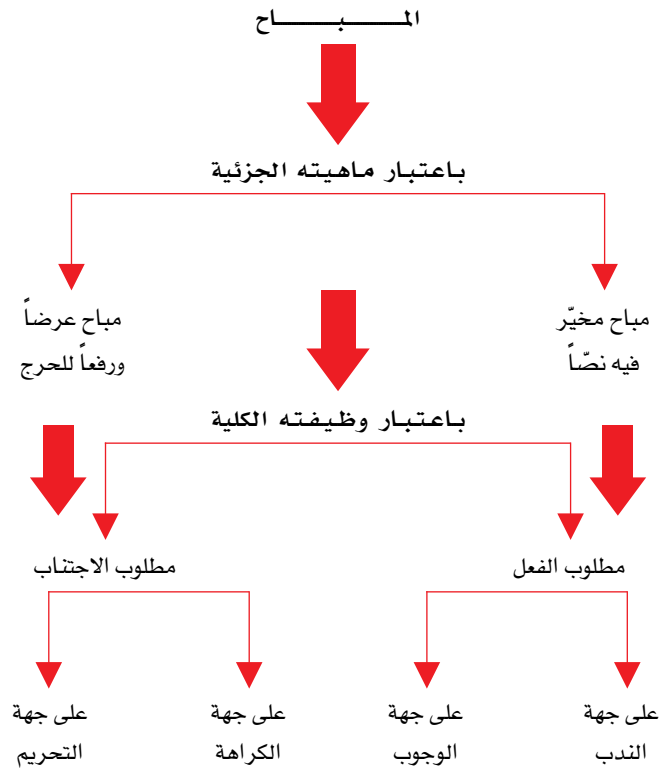 المـــبـــاح
باعتبار ماهيته الجزئية
مباح مخيّر
فيه نصّاً
مباح عرضاً
ورفعاً للحرج
باعتبار وظيفته الكلية
مطلوب الفعل
مطلوب الاجتناب
على جهة
الندب
على جهة
الوجوب
على جهة
الكراهة
على جهة
التحريم